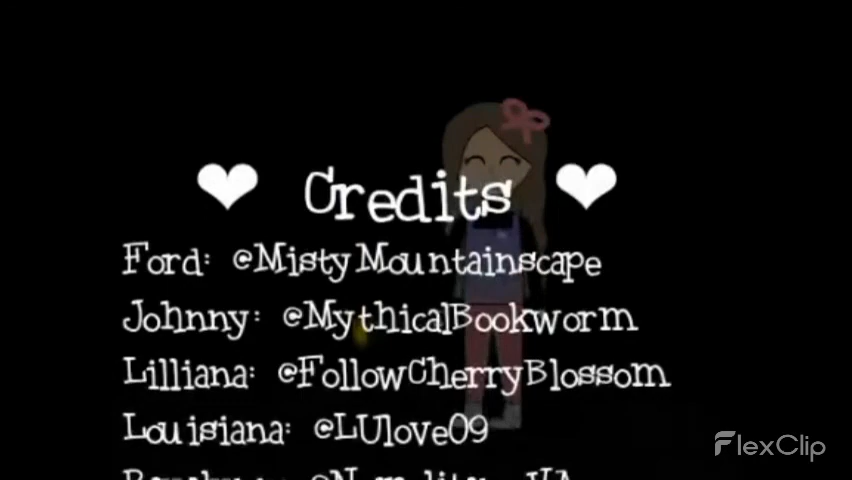 ❤ Credits ❤
Ford: @MistyMountainscape
Johnny: @MythicalBookworm
Lilliana: @FollowCherryBlossom
Louisiana: @LUlove09
FlexClip